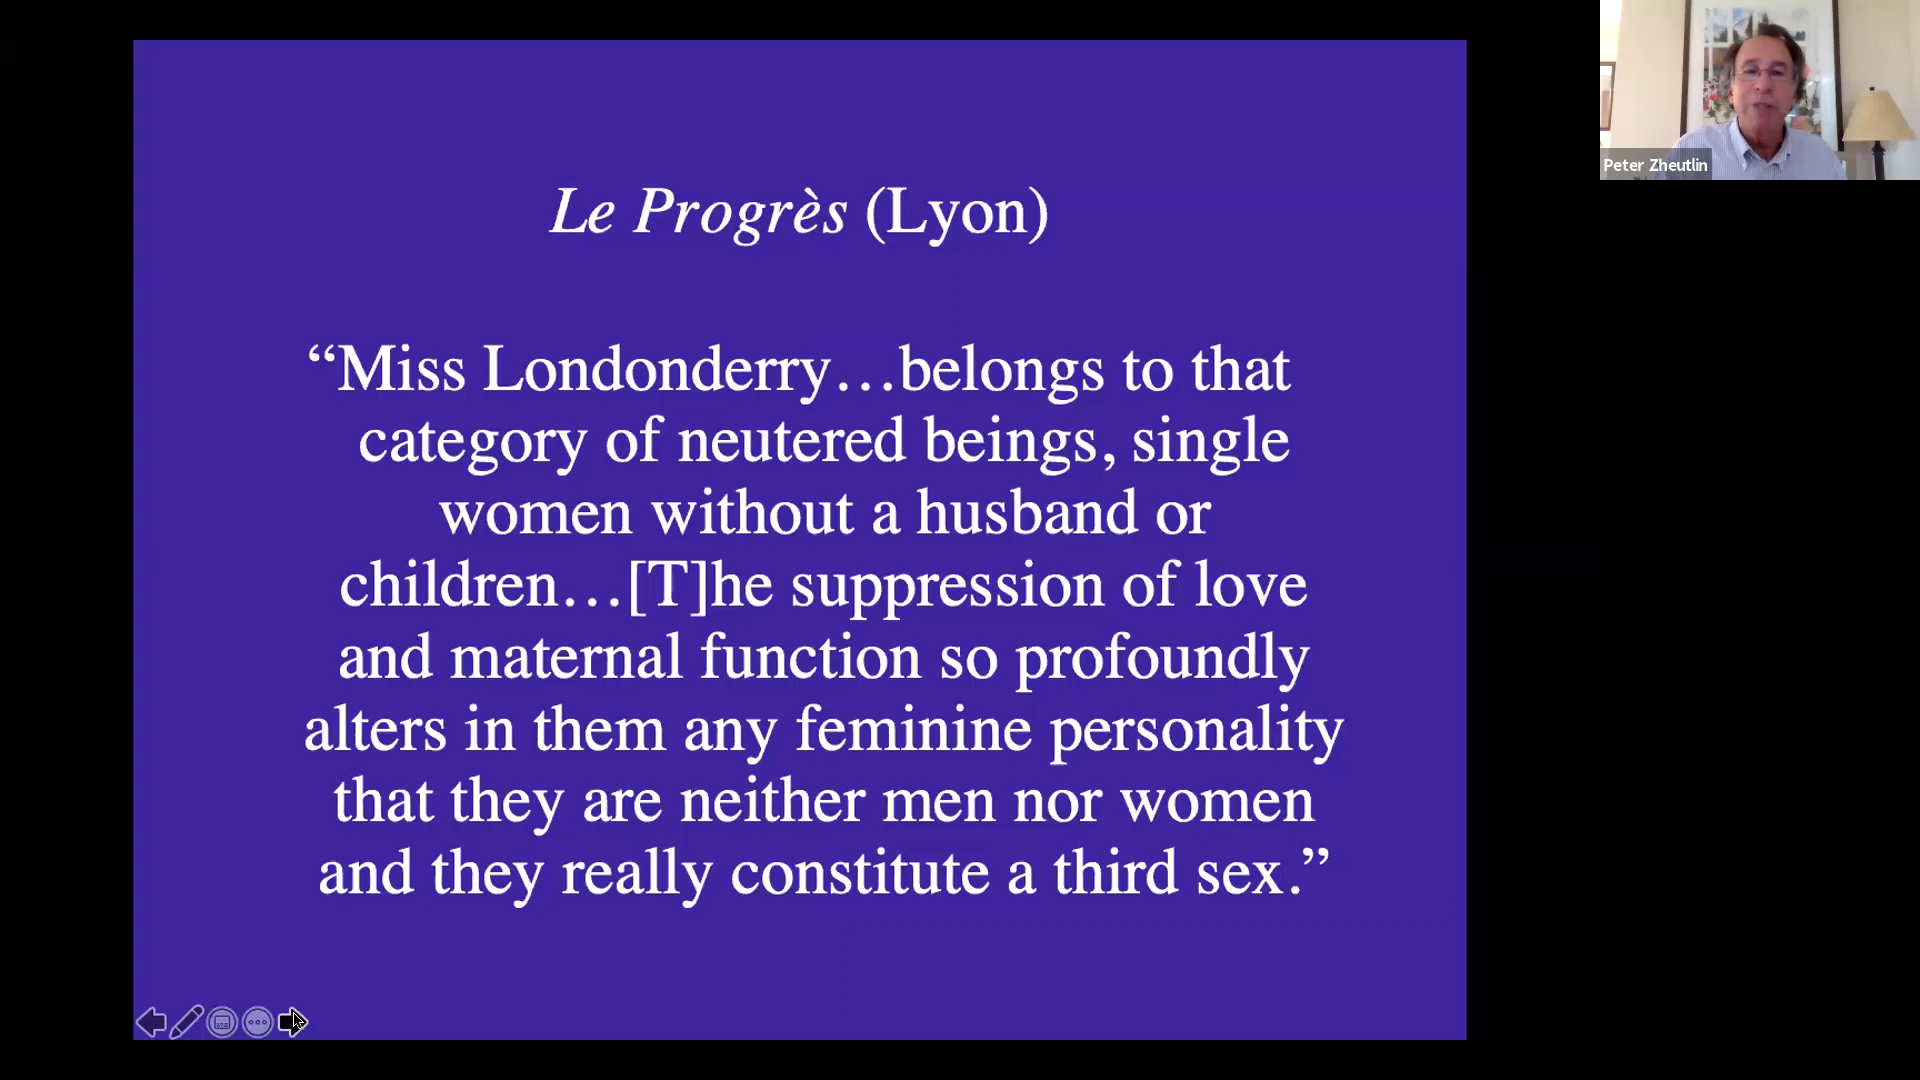 Le Progrès (Lyon)
“Miss Londonderry…belongs to that
category of neutered beings, single
women without a husband or
children…[T]he suppression of love
and maternal function so profoundly
alters in them any feminine personality
that they are neither men nor women
and they really constitute a third sex.”
Peter Zheutlin